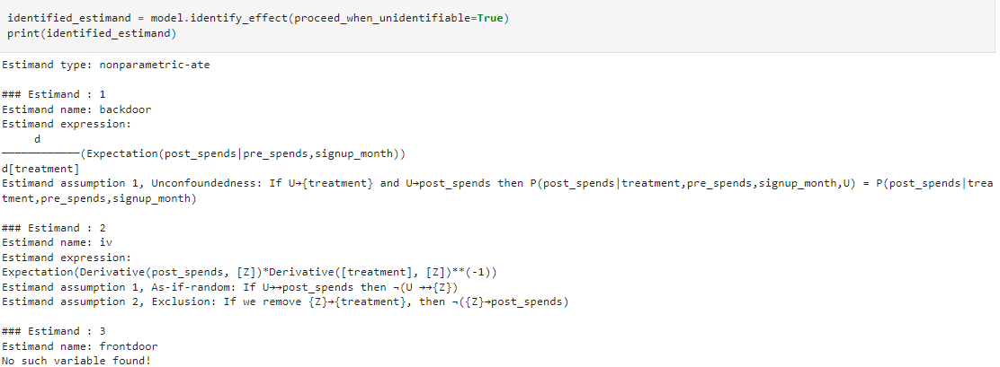 identified_estimand = model.identify_effect(proceed_when_unidentifiable=True)
print(identified_estimand)
Estimand type: nonparametric-ate
### Estimand : 1
Estimand name: backdoor
Estimand expression:
d
────────────(Expectation(post_spends|pre_spends,signup_month))
d[treatment]
Estimand assumption 1, Unconfoundedness: If U→{treatment} and U→post_spends then P(post_spends|treatment,pre_spends,signup_month,U) = P(post_spends|trea
tment,pre_spends,signup_month)
### Estimand : 2
Estimand name: iv
Estimand expression:
Expectation(Derivative(post_spends, [Z])*Derivative([treatment], [Z])**(-1))
Estimand assumption 1, As-if-random: If U→→post_spends then ¬(U →→{Z})
Estimand assumption 2, Exclusion: If we remove {Z}→{treatment}, then ¬({Z}→post_spends)
### Estimand : 3
Estimand name: frontdoor
No such variable found!